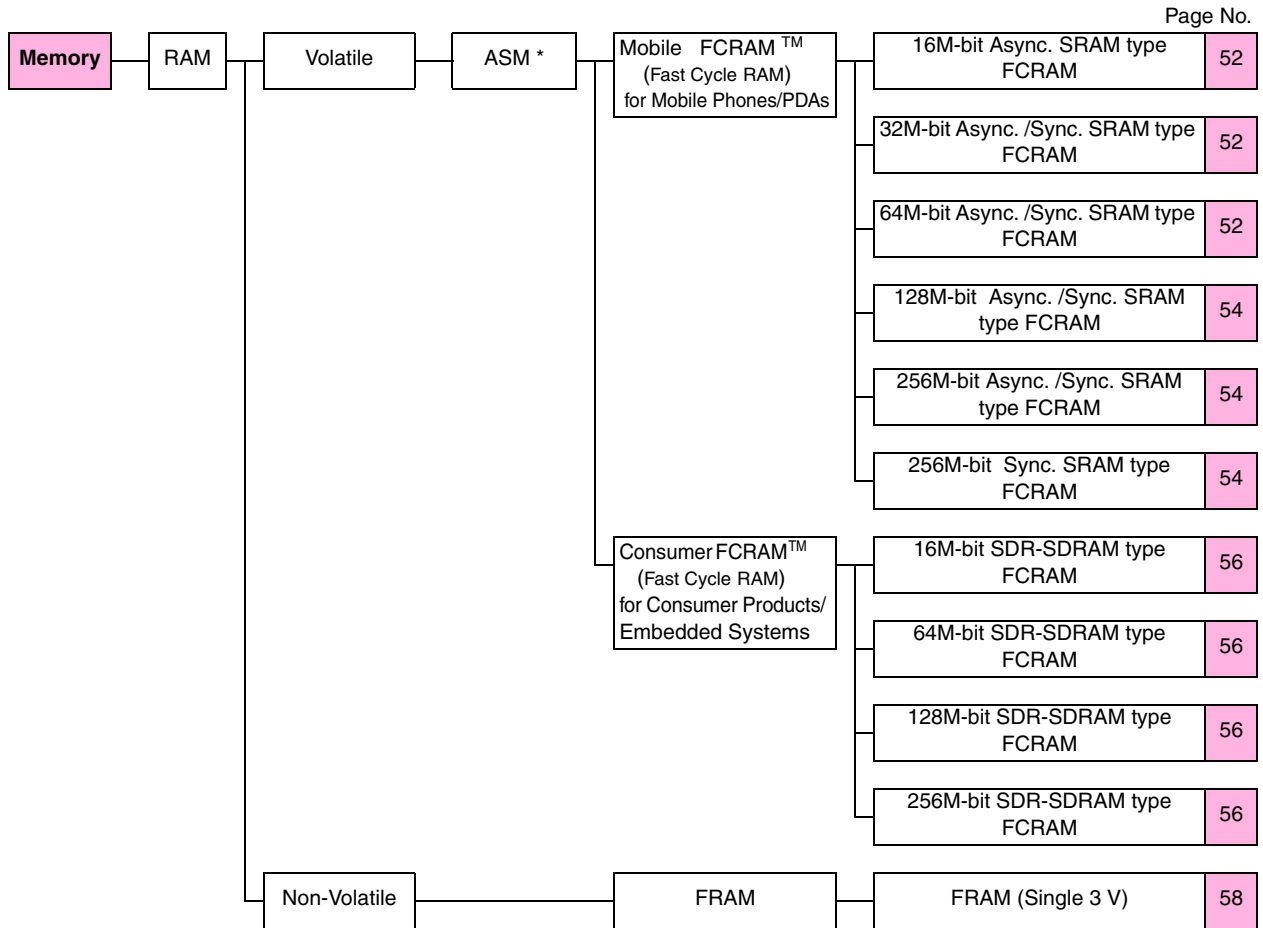 Page No.
Memory
RAM
Volatile
ASM *
Mobile FCRAM TM
(Fast Cycle RAM)
for Mobile Phones/PDAs
16M-bit Async. SRAM type
FCRAM
52
32M-bit Async. /Sync. SRAM type
FCRAM
52
64M-bit Async. /Sync. SRAM type
FCRAM
52
128M-bit Async. /Sync. SRAM
type FCRAM
54
256M-bit Async. /Sync. SRAM
type FCRAM
54
256M-bit Sync. SRAM type
FCRAM
54
Consumer FCRAM TM
(Fast Cycle RAM)
for Consumer Products/
Embedded Systems
16M-bit SDR-SDRAM type
FCRAM
56
64M-bit SDR-SDRAM type
FCRAM
56
128M-bit SDR-SDRAM type
FCRAM
56
256M-bit SDR-SDRAM type
FCRAM
56
Non-Volatile
FRAM
FRAM (Single 3 V)
58